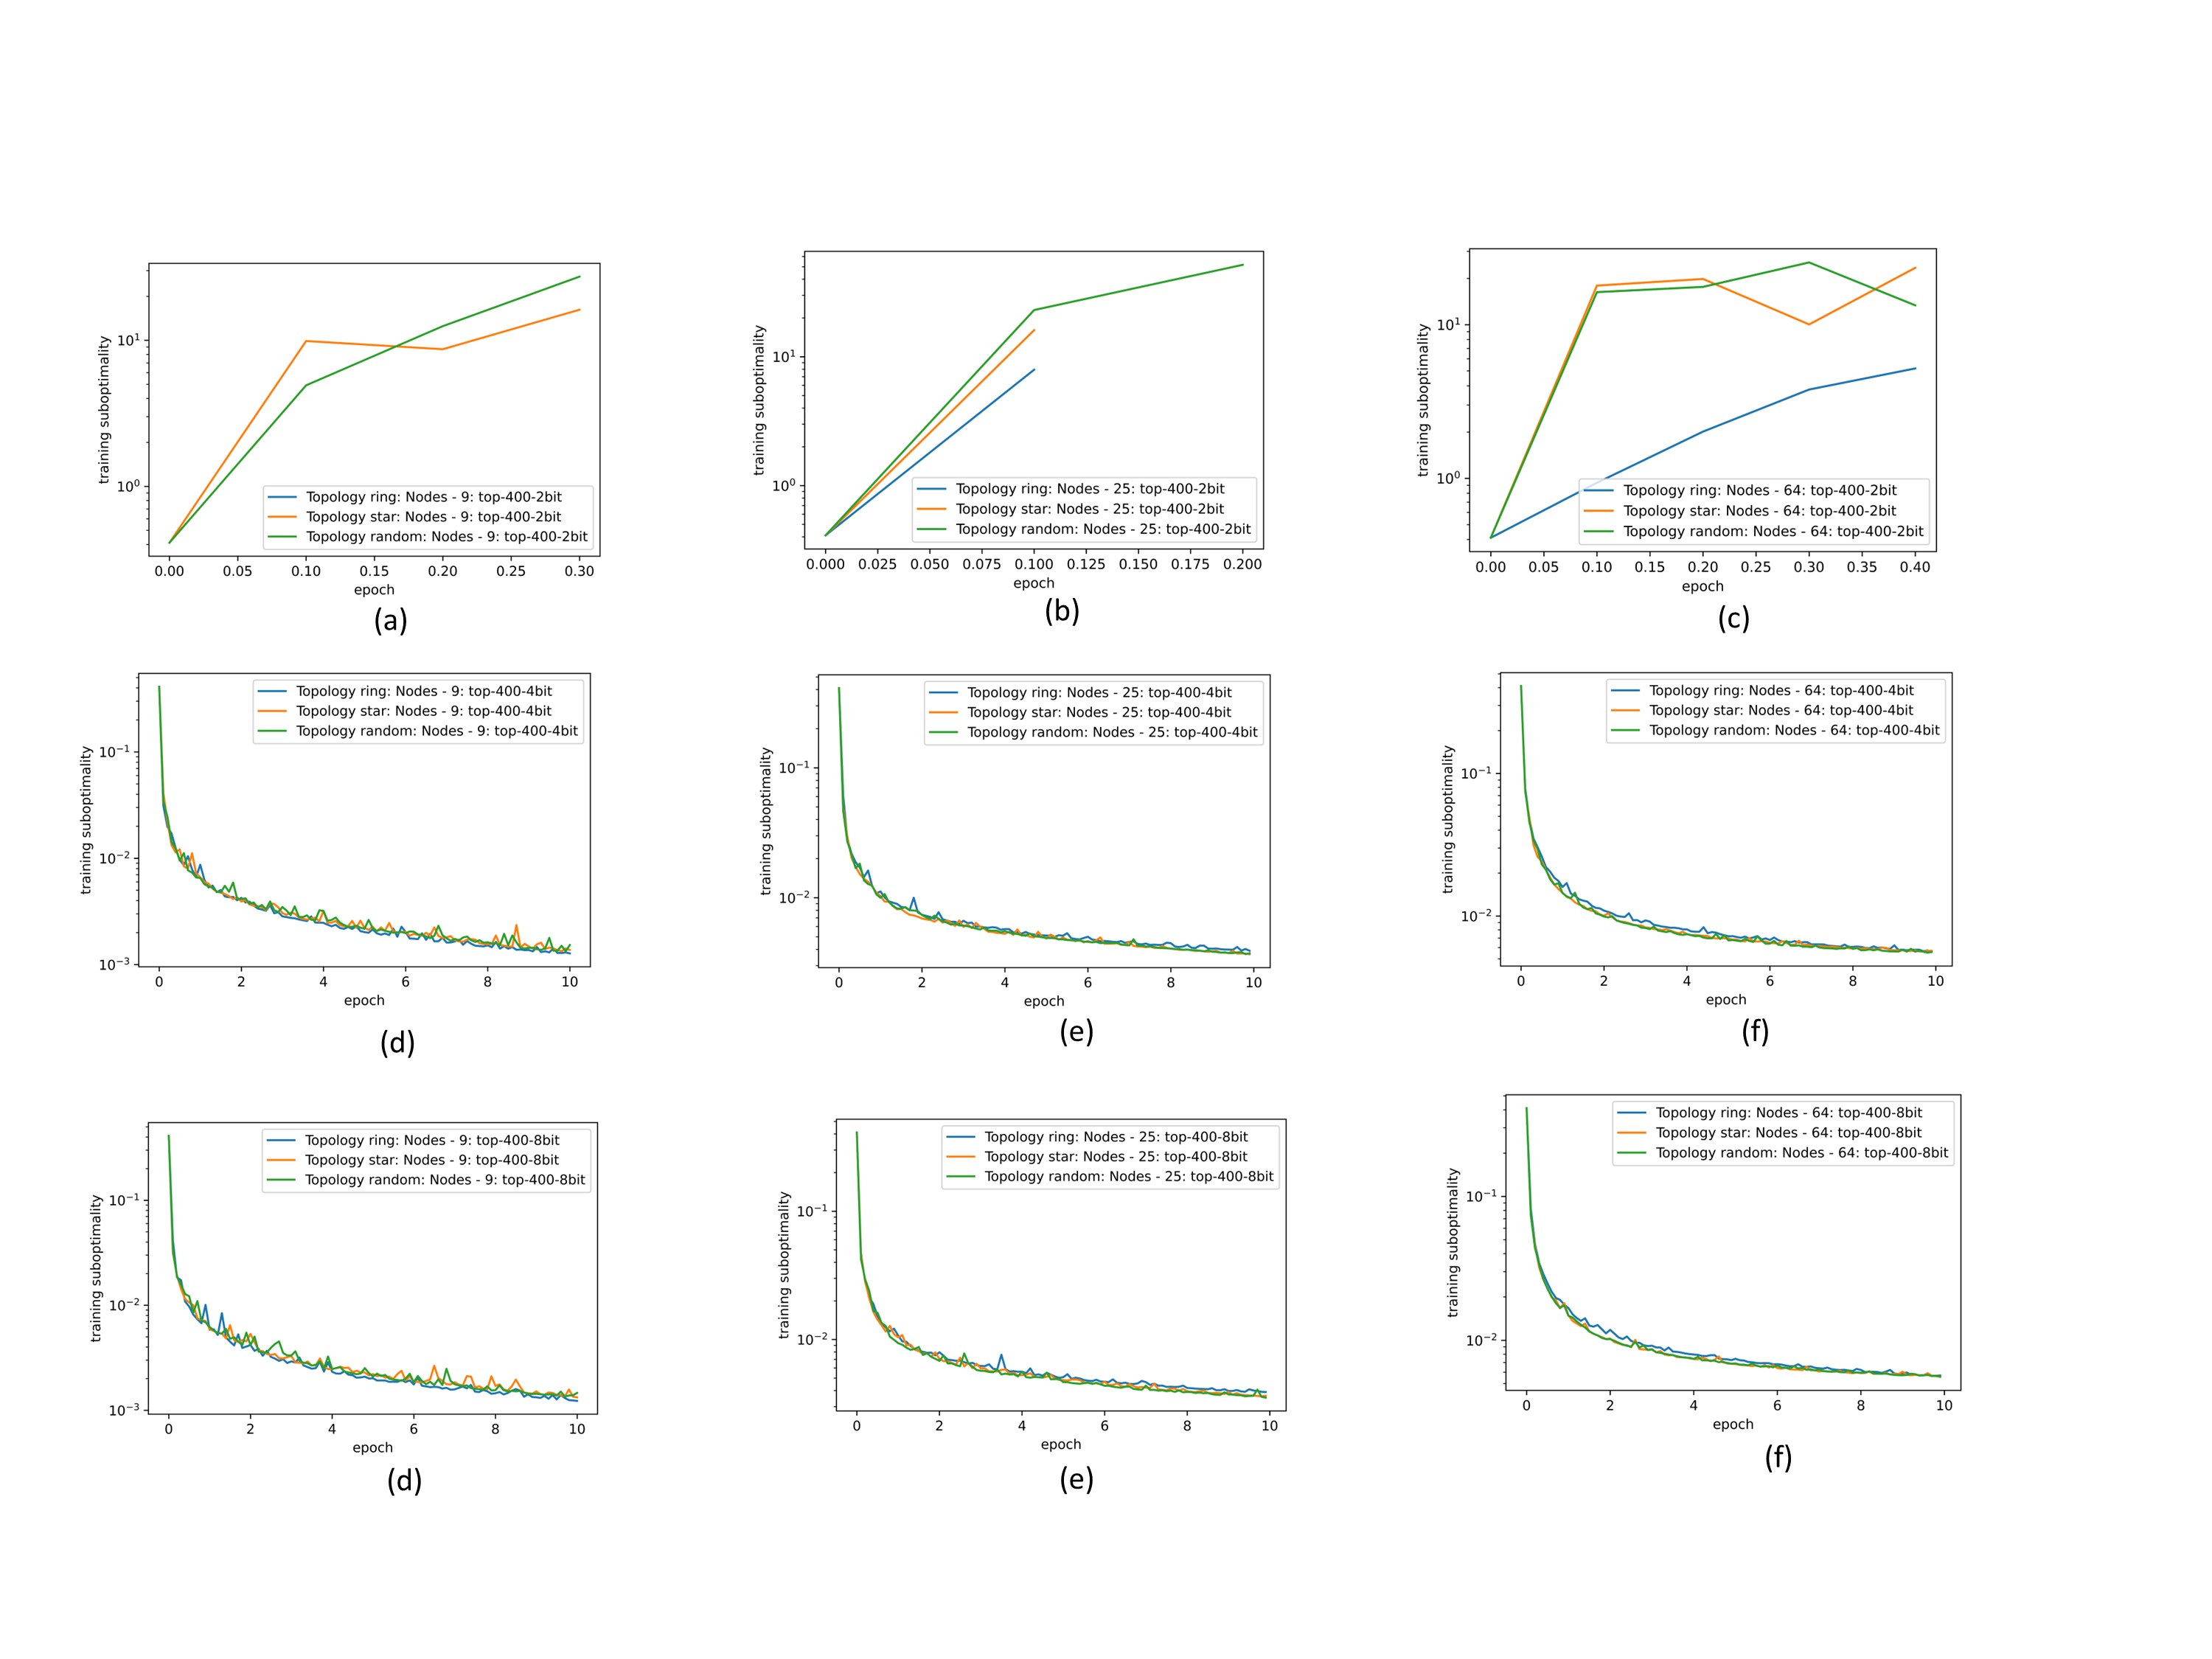 training suboptimality
10¹
10⁰
Topology ring: Nodes - 9: top-400-2bit
Topology star: Nodes - 9: top-400-2bit
Topology random: Nodes - 9: top-400-2bit
0.00 0.05 0.10 0.15 0.20 0.25 0.30
epoch
(a)
training suboptimality
10¹
10⁰
Topology ring: Nodes - 25: top-400-2bit
Topology star: Nodes - 25: top-400-2bit
Topology random: Nodes - 25: top-400-2bit
0.000 0.025 0.050 0.075 0.100 0.125 0.150 0.175 0.200
epoch
(b)
training suboptimality
10¹
10⁰
Topology ring: Nodes - 64: top-400-2bit
Topology star: Nodes - 64: top-400-2bit
Topology random: Nodes - 64: top-400-2bit
0.00 0.05 0.10 0.15 0.20 0.25 0.30 0.35 0.40
epoch
(c)
training suboptimality
Topology ring: Nodes - 9: top-400-4bit
Topology star: Nodes - 9: top-400-4bit
Topology random: Nodes - 9: top-400-4bit
10⁻¹
10⁻²
10⁻³
0 2 4 6 8 10
epoch
(d)
training suboptimality
Topology ring: Nodes - 25: top-400-4bit
Topology star: Nodes - 25: top-400-4bit
Topology random: Nodes - 25: top-400-4bit
10⁻¹
10⁻²
0 2 4 6 8 10
epoch
(e)
training suboptimality
Topology ring: Nodes - 64: top-400-4bit
Topology star: Nodes - 64: top-400-4bit
Topology random: Nodes - 64: top-400-4bit
10⁻¹
10⁻²
0 2 4 6 8 10
epoch
(f)
training suboptimality
Topology ring: Nodes - 9: top-400-8bit
Topology star: Nodes - 9: top-400-8bit
Topology random: Nodes - 9: top-400-8bit
10⁻¹
10⁻²
10⁻³
0 2 4 6 8 10
epoch
(d)
training suboptimality
Topology ring: Nodes - 25: top-400-8bit
Topology star: Nodes - 25: top-400-8bit
Topology random: Nodes - 25: top-400-8bit
10⁻¹
10⁻²
0 2 4 6 8 10
epoch
(e)
training suboptimality
Topology ring: Nodes - 64: top-400-8bit
Topology star: Nodes - 64: top-400-8bit
Topology random: Nodes - 64: top-400-8bit
10⁻¹
10⁻²
0 2 4 6 8 10
epoch
(f)